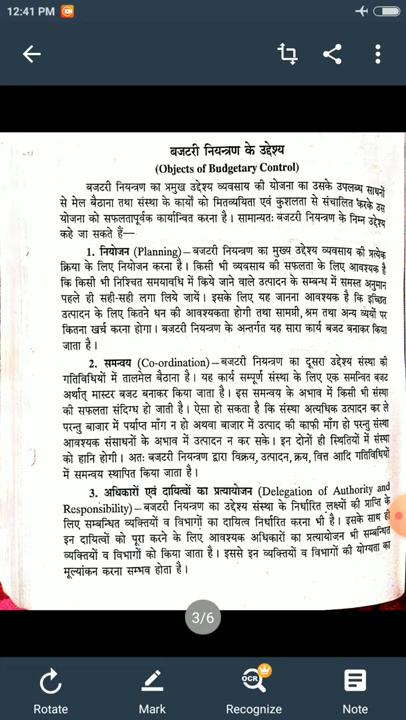 12:41 PM
बजटरी नियन्त्रण के उद्देश्य
(Objects of Budgetary Control)
बजटरी नियन्त्रण का प्रमुख उद्देश्य व्यवसाय की योजना का उसके उपलब्ध साधनों
से मेल बैठाना तथा संस्था के कार्यों को मितव्ययिता एवं कुशलता से संचालित करके उस
योजना को सफलतापूर्वक कार्यान्वित करना है। सामान्यतः बजटरी नियन्त्रण के निम्न उद्देश्य
कहे जा सकते हैं—
1. नियोजन (Planning)–बजटरी नियन्त्रण का मुख्य उद्देश्य व्यवसाय की प्रत्येक
क्रिया के लिए नियोजन करना है। किसी भी व्यवसाय की सफलता के लिए आवश्यक है
कि किसी भी निश्चित समयावधि में किये जाने वाले उत्पादन के सम्बन्ध में समस्त अनुमान
पहले ही सही-सही लगा लिये जायें। इसके लिए यह जानना आवश्यक है कि इच्छित
उत्पादन के लिए कितने धन की आवश्यकता होगी तथा सामग्री, श्रम तथा अन्य व्ययों पर
कितना खर्च करना होगा। बजटरी नियन्त्रण के अन्तर्गत यह सारा कार्य बजट बनाकर किया
जाता है।
2. समन्वय (Co-ordination)–बजटरी नियन्त्रण का दूसरा उद्देश्य संस्था की
गतिविधियों में तालमेल बैठाना है। यह कार्य सम्पूर्ण संस्था के लिए एक समन्वित बजट
अर्थात् मास्टर बजट बनाकर किया जाता है। इस समन्वय के अभाव में किसी भी संस्था
की सफलता संदिग्ध हो जाती है। ऐसा हो सकता है कि संस्था अत्यधिक उत्पादन कर ले
परन्तु बाजार में पर्याप्त माँग न हो अथवा बाजार में उत्पाद की काफी माँग हो परन्तु संस्था
आवश्यक संसाधनों के अभाव में उत्पादन न कर सके। इन दोनों ही स्थितियों में संस्था
को हानि होगी। अतः बजटरी नियन्त्रण द्वारा विक्रय, उत्पादन, क्रय, वित्त आदि गतिविधियों
में समन्वय स्थापित किया जाता है।
3. अधिकारों एवं दायित्वों का प्रत्यायोजन (Delegation of Authority and
Responsibility)–बजटरी नियन्त्रण का उद्देश्य संस्था के निर्धारित लक्ष्यों की प्राप्ति के
लिए सम्बन्धित व्यक्तियों व विभागों का दायित्व निर्धारित करना भी है। इसके साथ ही
इन दायित्वों को पूरा करने के लिए आवश्यक अधिकारों का प्रत्यायोजन भी सम्बन्धित
व्यक्तियों व विभागों को किया जाता है। इससे इन व्यक्तियों व विभागों की योग्यता का
मूल्यांकन करना सम्भव होता है।
3/6
OCR
Rotate Mark Recognize Note